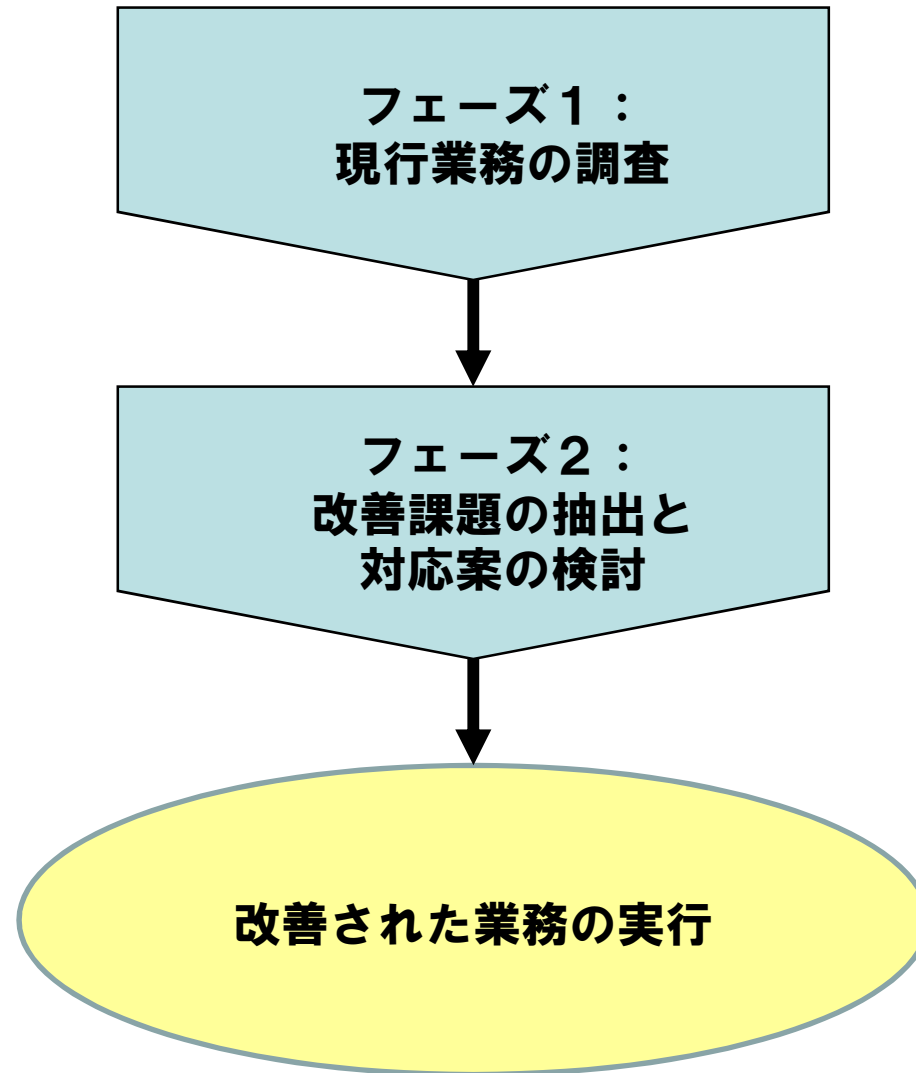 フェーズ１：
現行業務の調査
フェーズ２：
改善課題の抽出と
対応案の検討
改善された業務の実行